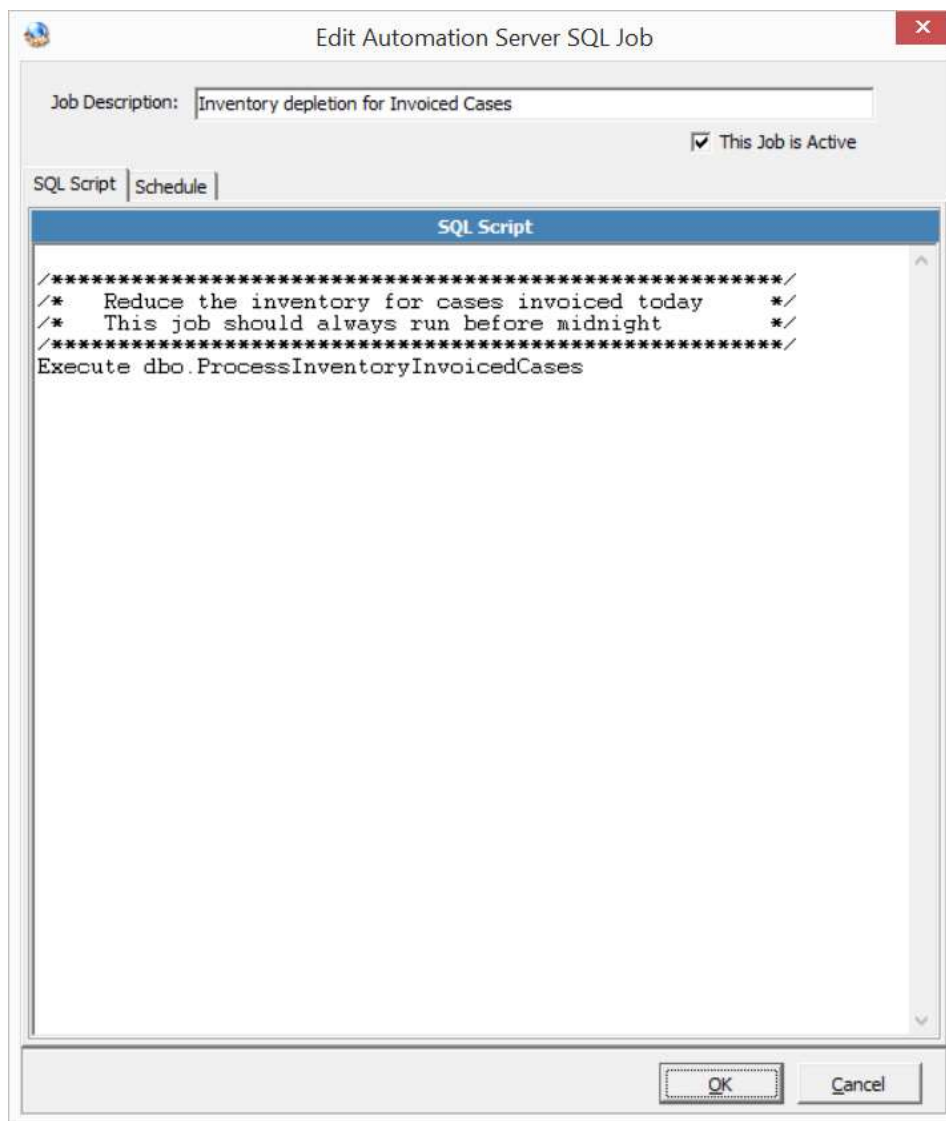 Edit Automation Server SQL Job
Job Description: Inventory depletion for Invoiced Cases
This Job is Active
SQL Script Schedule
SQL Script
/*******************************************************/
/*   Reduce the inventory for cases invoiced today     */
/*   This job should always run before midnight        */
/*******************************************************/
Execute dbo.ProcessInventoryInvoicedCases
OK Cancel